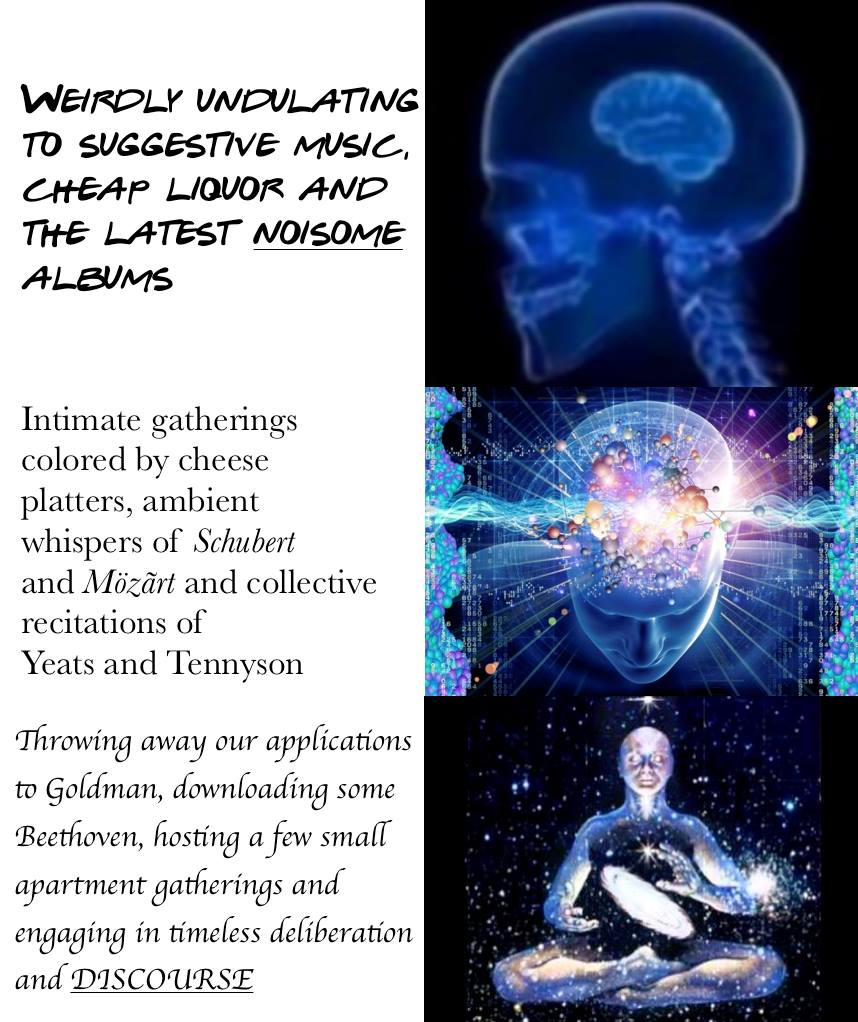 WEIRDLY UNDULATING
TO SUGGESTIVE MUSIC,
CHEAP LIQUOR AND
THE LATEST NOISOME
ALBUMS
Intimate gatherings
colored by cheese
platters, ambient
whispers of Schubert
and Mözãrt and collective
recitations of
Yeats and Tennyson
Throwing away our applications
to Goldman, downloading some
Beethoven, hosting a few small
apartment gatherings and
engaging in timeless deliberation
and DISCOURSE